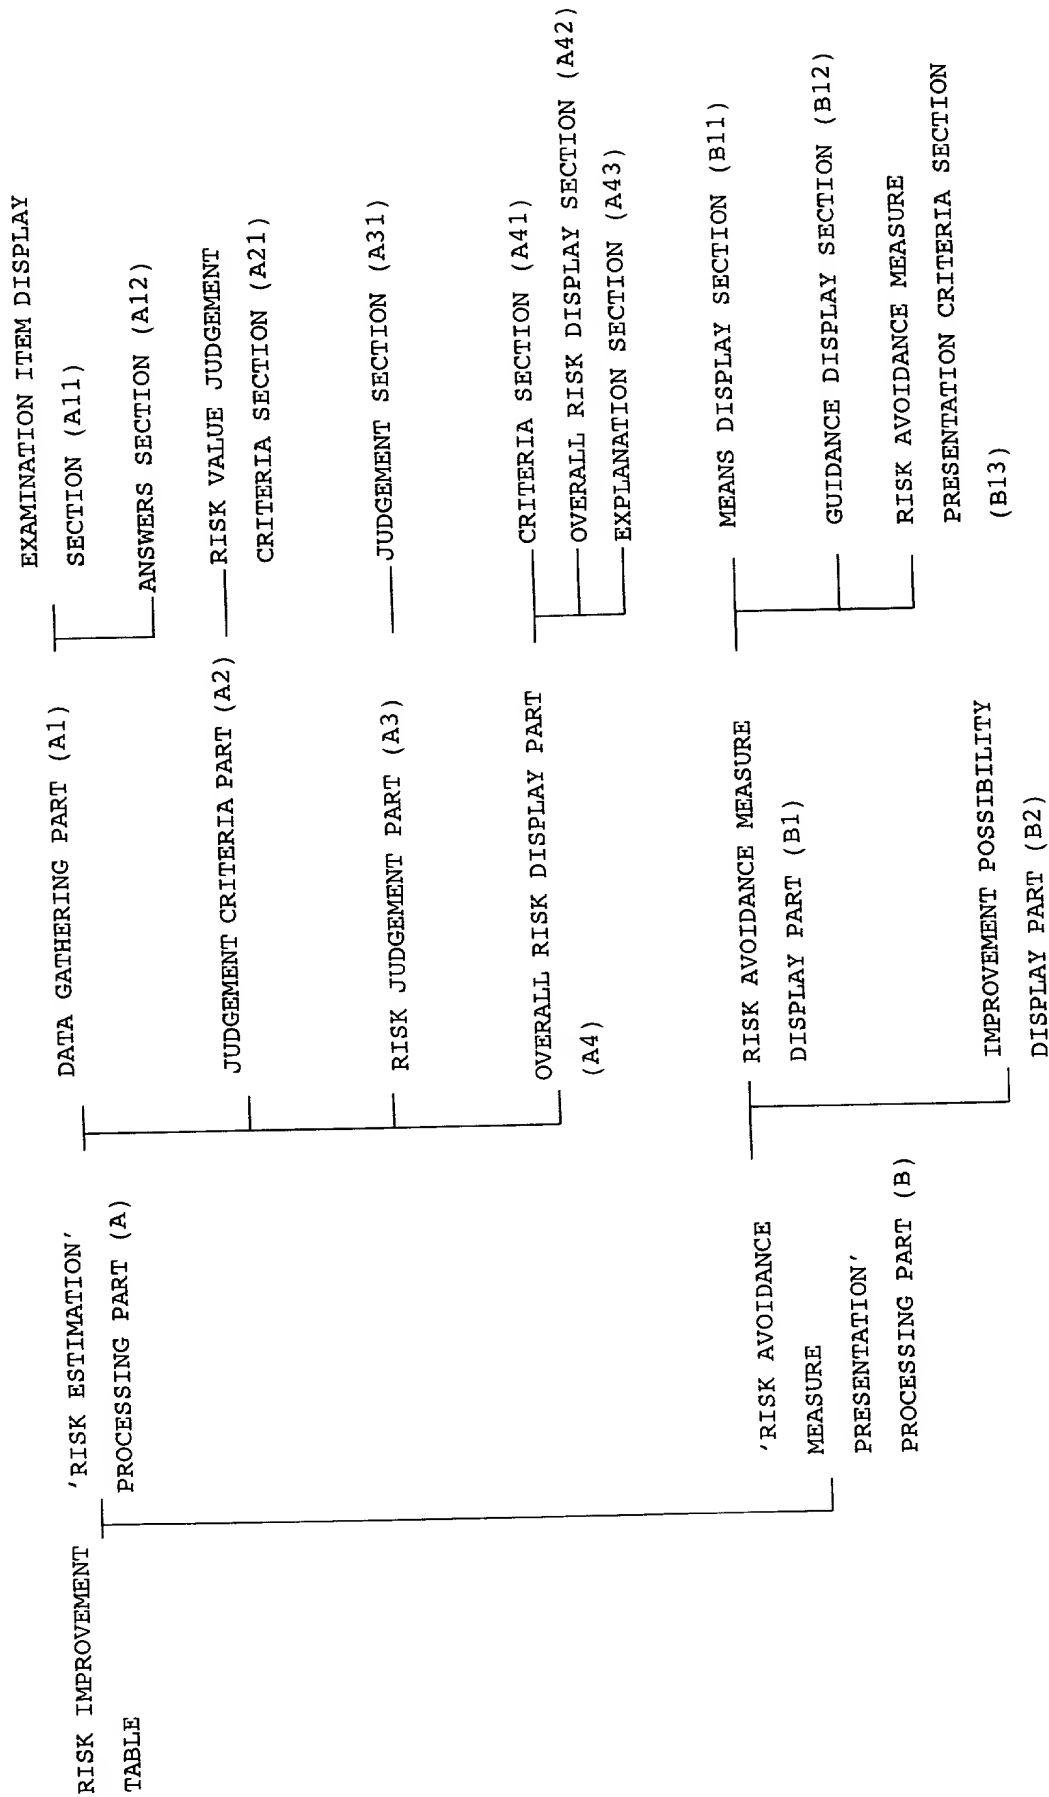 RISK IMPROVEMENT
TABLE
'RISK ESTIMATION'
PROCESSING PART (A)
DATA GATHERING PART (A1)
EXAMINATION ITEM DISPLAY
SECTION (A11)
ANSWERS SECTION (A12)
JUDGEMENT CRITERIA PART (A2)
RISK VALUE JUDGEMENT
CRITERIA SECTION (A21)
RISK JUDGEMENT PART (A3)
JUDGEMENT SECTION (A31)
OVERALL RISK DISPLAY PART
(A4)
CRITERIA SECTION (A41)
OVERALL RISK DISPLAY SECTION (A42)
EXPLANATION SECTION (A43)
'RISK AVOIDANCE
MEASURE
PRESENTATION'
PROCESSING PART (B)
RISK AVOIDANCE MEASURE
DISPLAY PART (B1)
MEANS DISPLAY SECTION (B11)
GUIDANCE DISPLAY SECTION (B12)
RISK AVOIDANCE MEASURE
PRESENTATION CRITERIA SECTION
(B13)
IMPROVEMENT POSSIBILITY
DISPLAY PART (B2)